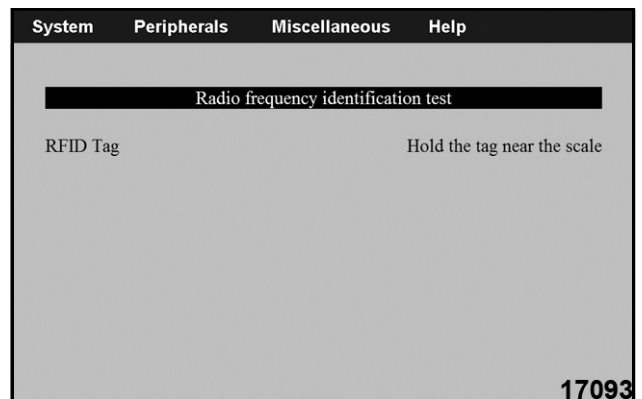 System Peripherals Miscellaneous Help
Radio frequency identification test
RFID Tag Hold the tag near the scale
17093